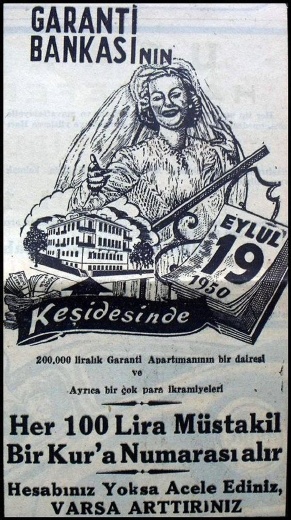 GARANTİ
BANKASI NIN
EYLÜL
19
1950
Keşidesinde
200.000 liralık Garanti Apartımanının bir dairesi
ve
Ayrıca bir çok para ikramiyeleri
Her 100 Lira Müstakil
Bir Kur'a Numarası alır
Hesabınız Yoksa Acele Ediniz,
VARSA ARTTIRINIZ